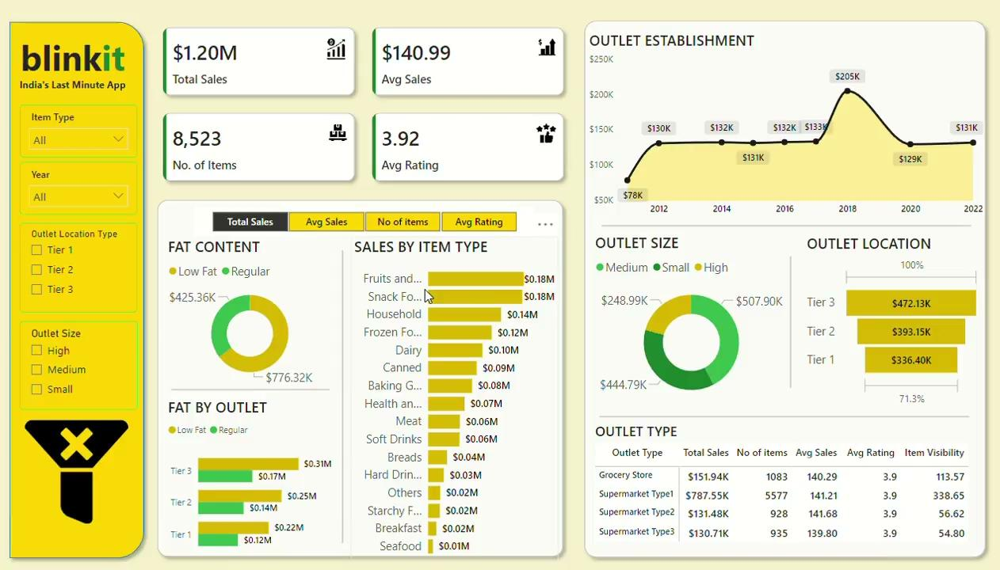 blinkit
India's Last Minute App
Item Type
All
Year
All
Outlet Location Type
Tier 1
Tier 2
Tier 3
Outlet Size
High
Medium
Small
$1.20M
Total Sales
$140.99
Avg Sales
8,523
No. of Items
3.92
Avg Rating
Total Sales Avg Sales No of items Avg Rating
FAT CONTENT
Low Fat Regular
$425.36K
$776.32K
FAT BY OUTLET
Low Fat Regular
Tier 3 $0.31M
$0.17M
Tier 2 $0.25M
$0.14M
Tier 1 $0.22M
$0.12M
SALES BY ITEM TYPE
Fruits and... $0.18M
Snack Fo... $0.18M
Household $0.14M
Frozen Fo... $0.12M
Dairy $0.10M
Canned $0.09M
Baking G... $0.08M
Health an... $0.07M
Meat $0.06M
Soft Drinks $0.06M
Breads $0.04M
Hard Drin... $0.03M
Others $0.02M
Starchy F... $0.02M
Breakfast $0.02M
Seafood $0.01M
OUTLET ESTABLISHMENT
$250K
$200K
$150K
$100K
$50K
$78K
$130K
$132K
$131K
$132K
$133K
$205K
$129K
$131K
2012 2014 2016 2018 2020 2022
OUTLET SIZE
Medium Small High
$248.99K
$507.90K
$444.79K
OUTLET LOCATION
100%
Tier 3 $472.13K
Tier 2 $393.15K
Tier 1 $336.40K
71.3%
OUTLET TYPE
Outlet Type Total Sales No of items Avg Sales Avg Rating Item Visibility
Grocery Store $151.94K 1083 140.29 3.9 113.57
Supermarket Type1 $787.55K 5577 141.21 3.9 338.65
Supermarket Type2 $131.48K 928 141.68 3.9 56.62
Supermarket Type3 $130.71K 935 139.80 3.9 54.80